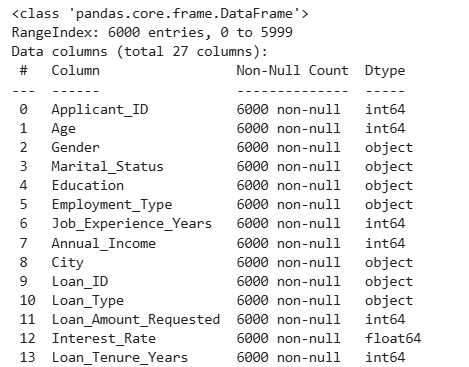 <class 'pandas.core.frame.DataFrame'>
RangeIndex: 6000 entries, 0 to 5999
Data columns (total 27 columns):
 #   Column                 Non-Null Count  Dtype
---  ------                 --------------  -----
 0   Applicant_ID           6000 non-null   int64
 1   Age                    6000 non-null   int64
 2   Gender                 6000 non-null   object
 3   Marital_Status         6000 non-null   object
 4   Education              6000 non-null   object
 5   Employment_Type        6000 non-null   object
 6   Job_Experience_Years   6000 non-null   int64
 7   Annual_Income          6000 non-null   int64
 8   City                   6000 non-null   object
 9   Loan_ID                6000 non-null   object
 10  Loan_Type              6000 non-null   object
 11  Loan_Amount_Requested  6000 non-null   int64
 12  Interest_Rate          6000 non-null   float64
 13  Loan_Tenure_Years      6000 non-null   int64